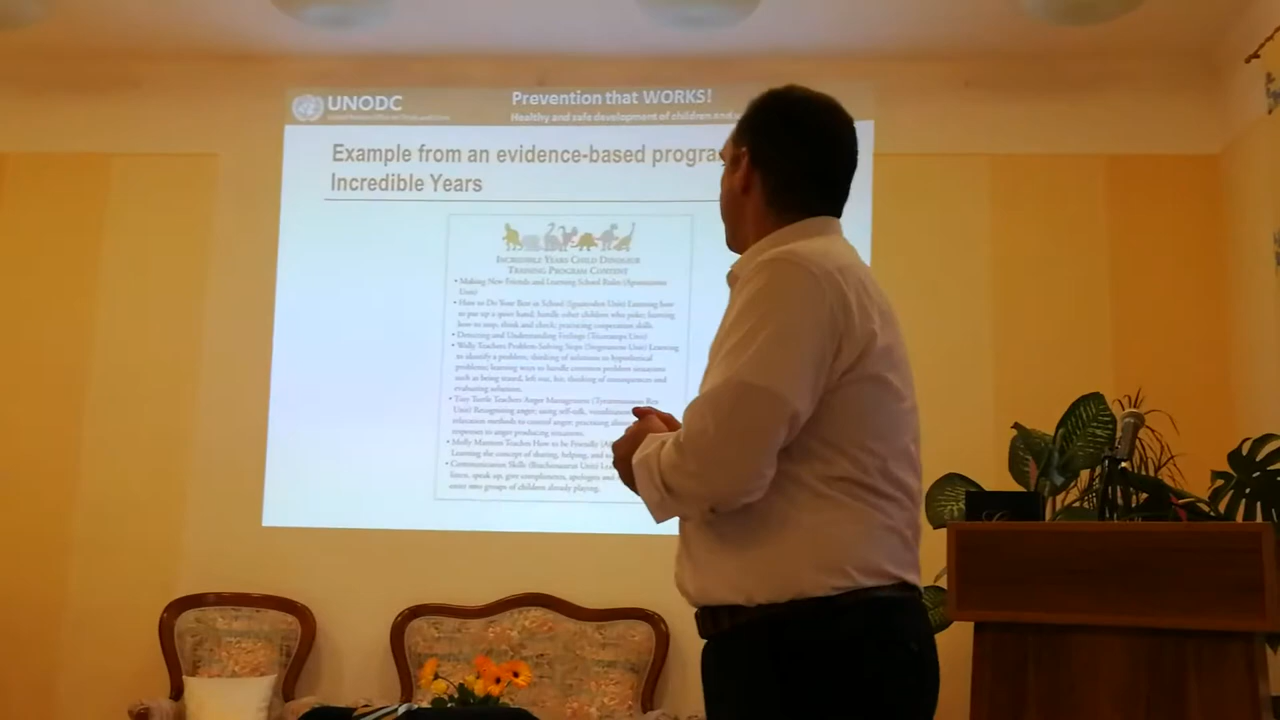 UNODC
Prevention that WORKS!
Healthy and safe development of children and
Example from an evidence-based
Incredible Years
INCREDIBLE YEARS CHILD DINOSAUR
TRAINING PROGRAM CONTENT
• Making New Friends and Learning School Rules (Apatosaurus
Unit)
• How to Do Your Best in School (Iguanodon Unit) Learning how
to put up a quiet hand, handle other children who poke; learning
how to stop, think and check; practicing cooperation skills.
• Detecting and Understanding Feelings (Triceratops Unit)
• Wally Teaches Problem-Solving Steps (Stegosaurus Unit) Learning
to identify a problem; thinking of solutions to hypothetical
problems; learning ways to handle common problem situations
such as being teased, left out, hit; thinking of consequences and
evaluating solutions.
• Tiny Turtle Teaches Anger Management (Tyrannosaurus Rex
Unit) Recognizing anger; using self-talk,
relaxation methods to control anger; practicing
responses to anger producing situations.
• Molly Manners Teaches How to be Friendly
Learning the concept of sharing, helping, and
• Communication Skills (Brachiosaurus Unit)
listen, speak up, give compliments, apologize and
enter into groups of children already playing.